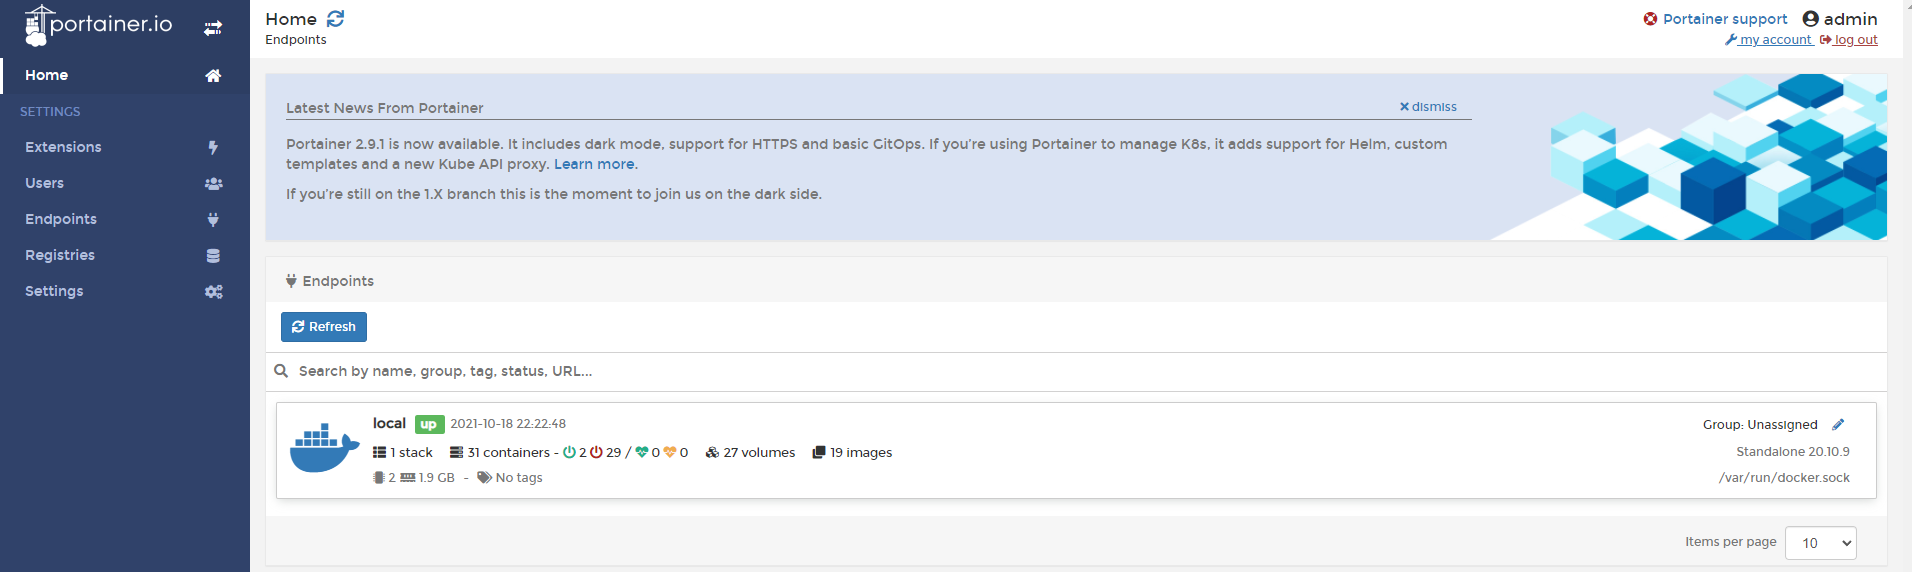 portainer.io
Home
SETTINGS
Extensions
Users
Endpoints
Registries
Settings
Home
Endpoints
Portainer support admin
my account log out
Latest News From Portainer
dismiss
Portainer 2.9.1 is now available. It includes dark mode, support for HTTPS and basic GitOps. If you're using Portainer to manage K8s, it adds support for Helm, custom
templates and a new Kube API proxy. Learn more.
If you're still on the 1.X branch this is the moment to join us on the dark side.
Endpoints
Refresh
Search by name, group, tag, status, URL...
local up 2021-10-18 22:22:48
Group: Unassigned
1 stack 31 containers - 2 29 / 0 0 27 volumes 19 images
Standalone 20.10.9
2 1.9 GB - No tags
/var/run/docker.sock
Items per page 10